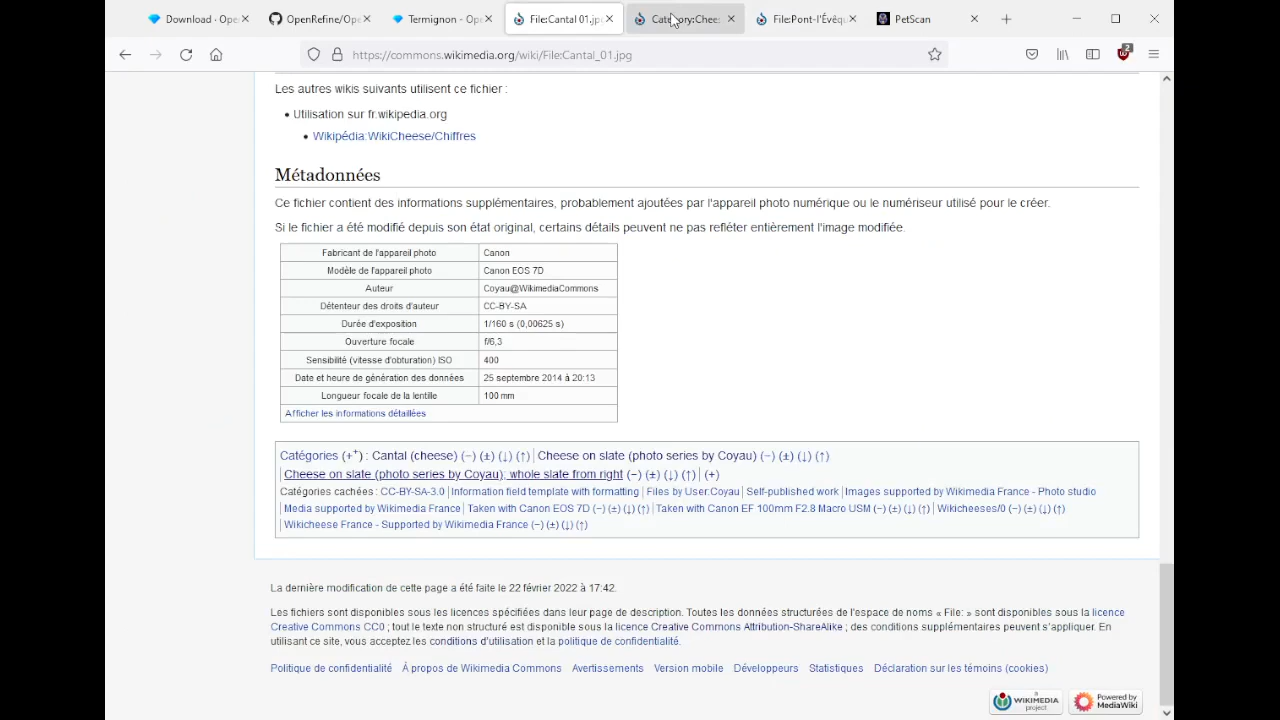 Download · Ope
OpenRefine/Ope
Termignon - Ope
File:Cantal 01.jp
Category:Chee
File:Pont-l'Évêqu
PetScan
https://commons.wikimedia.org/wiki/File:Cantal_01.jpg
2
Les autres wikis suivants utilisent ce fichier :
• Utilisation sur fr.wikipedia.org
• Wikipédia:WikiCheese/Chiffres
Métadonnées
Ce fichier contient des informations supplémentaires, probablement ajoutées par l'appareil photo numérique ou le numériseur utilisé pour le créer.
Si le fichier a été modifié depuis son état original, certains détails peuvent ne pas refléter entièrement l'image modifiée.
Fabricant de l'appareil photo Canon
Modèle de l'appareil photo Canon EOS 7D
Auteur Coyau@WikimediaCommons
Détenteur des droits d'auteur CC-BY-SA
Durée d'exposition 1/160 s (0,00625 s)
Ouverture focale f/6,3
Sensibilité (vitesse d'obturation) ISO 400
Date et heure de génération des données 25 septembre 2014 à 20:13
Longueur focale de la lentille 100 mm
Afficher les informations détaillées
Catégories (++) : Cantal (cheese) (−) (±) (↓) (↑) | Cheese on slate (photo series by Coyau) (−) (±) (↓) (↑)
| Cheese on slate (photo series by Coyau); whole slate from right (−) (±) (↓) (↑) | (+)
Catégories cachées : CC-BY-SA-3.0 | Information field template with formatting | Files by User:Coyau | Self-published work | Images supported by Wikimedia France - Photo studio
| Media supported by Wikimedia France | Taken with Canon EOS 7D (−) (±) (↓) (↑) | Taken with Canon EF 100mm F2.8 Macro USM (−) (±) (↓) (↑) | Wikicheeses/0 (−) (±) (↓) (↑)
| Wikicheese France - Supported by Wikimedia France (−) (±) (↓) (↑)
La dernière modification de cette page a été faite le 22 février 2022 à 17:42.
Les fichiers sont disponibles sous les licences spécifiées dans leur page de description. Toutes les données structurées de l'espace de noms « File: » sont disponibles sous la licence
Creative Commons CC0 ; tout le texte non structuré est disponible sous la licence Creative Commons Attribution-ShareAlike ; des conditions supplémentaires peuvent s'appliquer. En
utilisant ce site, vous acceptez les conditions d'utilisation et la politique de confidentialité.
Politique de confidentialité À propos de Wikimedia Commons Avertissements Version mobile Développeurs Statistiques Déclaration sur les témoins (cookies)
A WIKIMEDIA project
Powered by MediaWiki